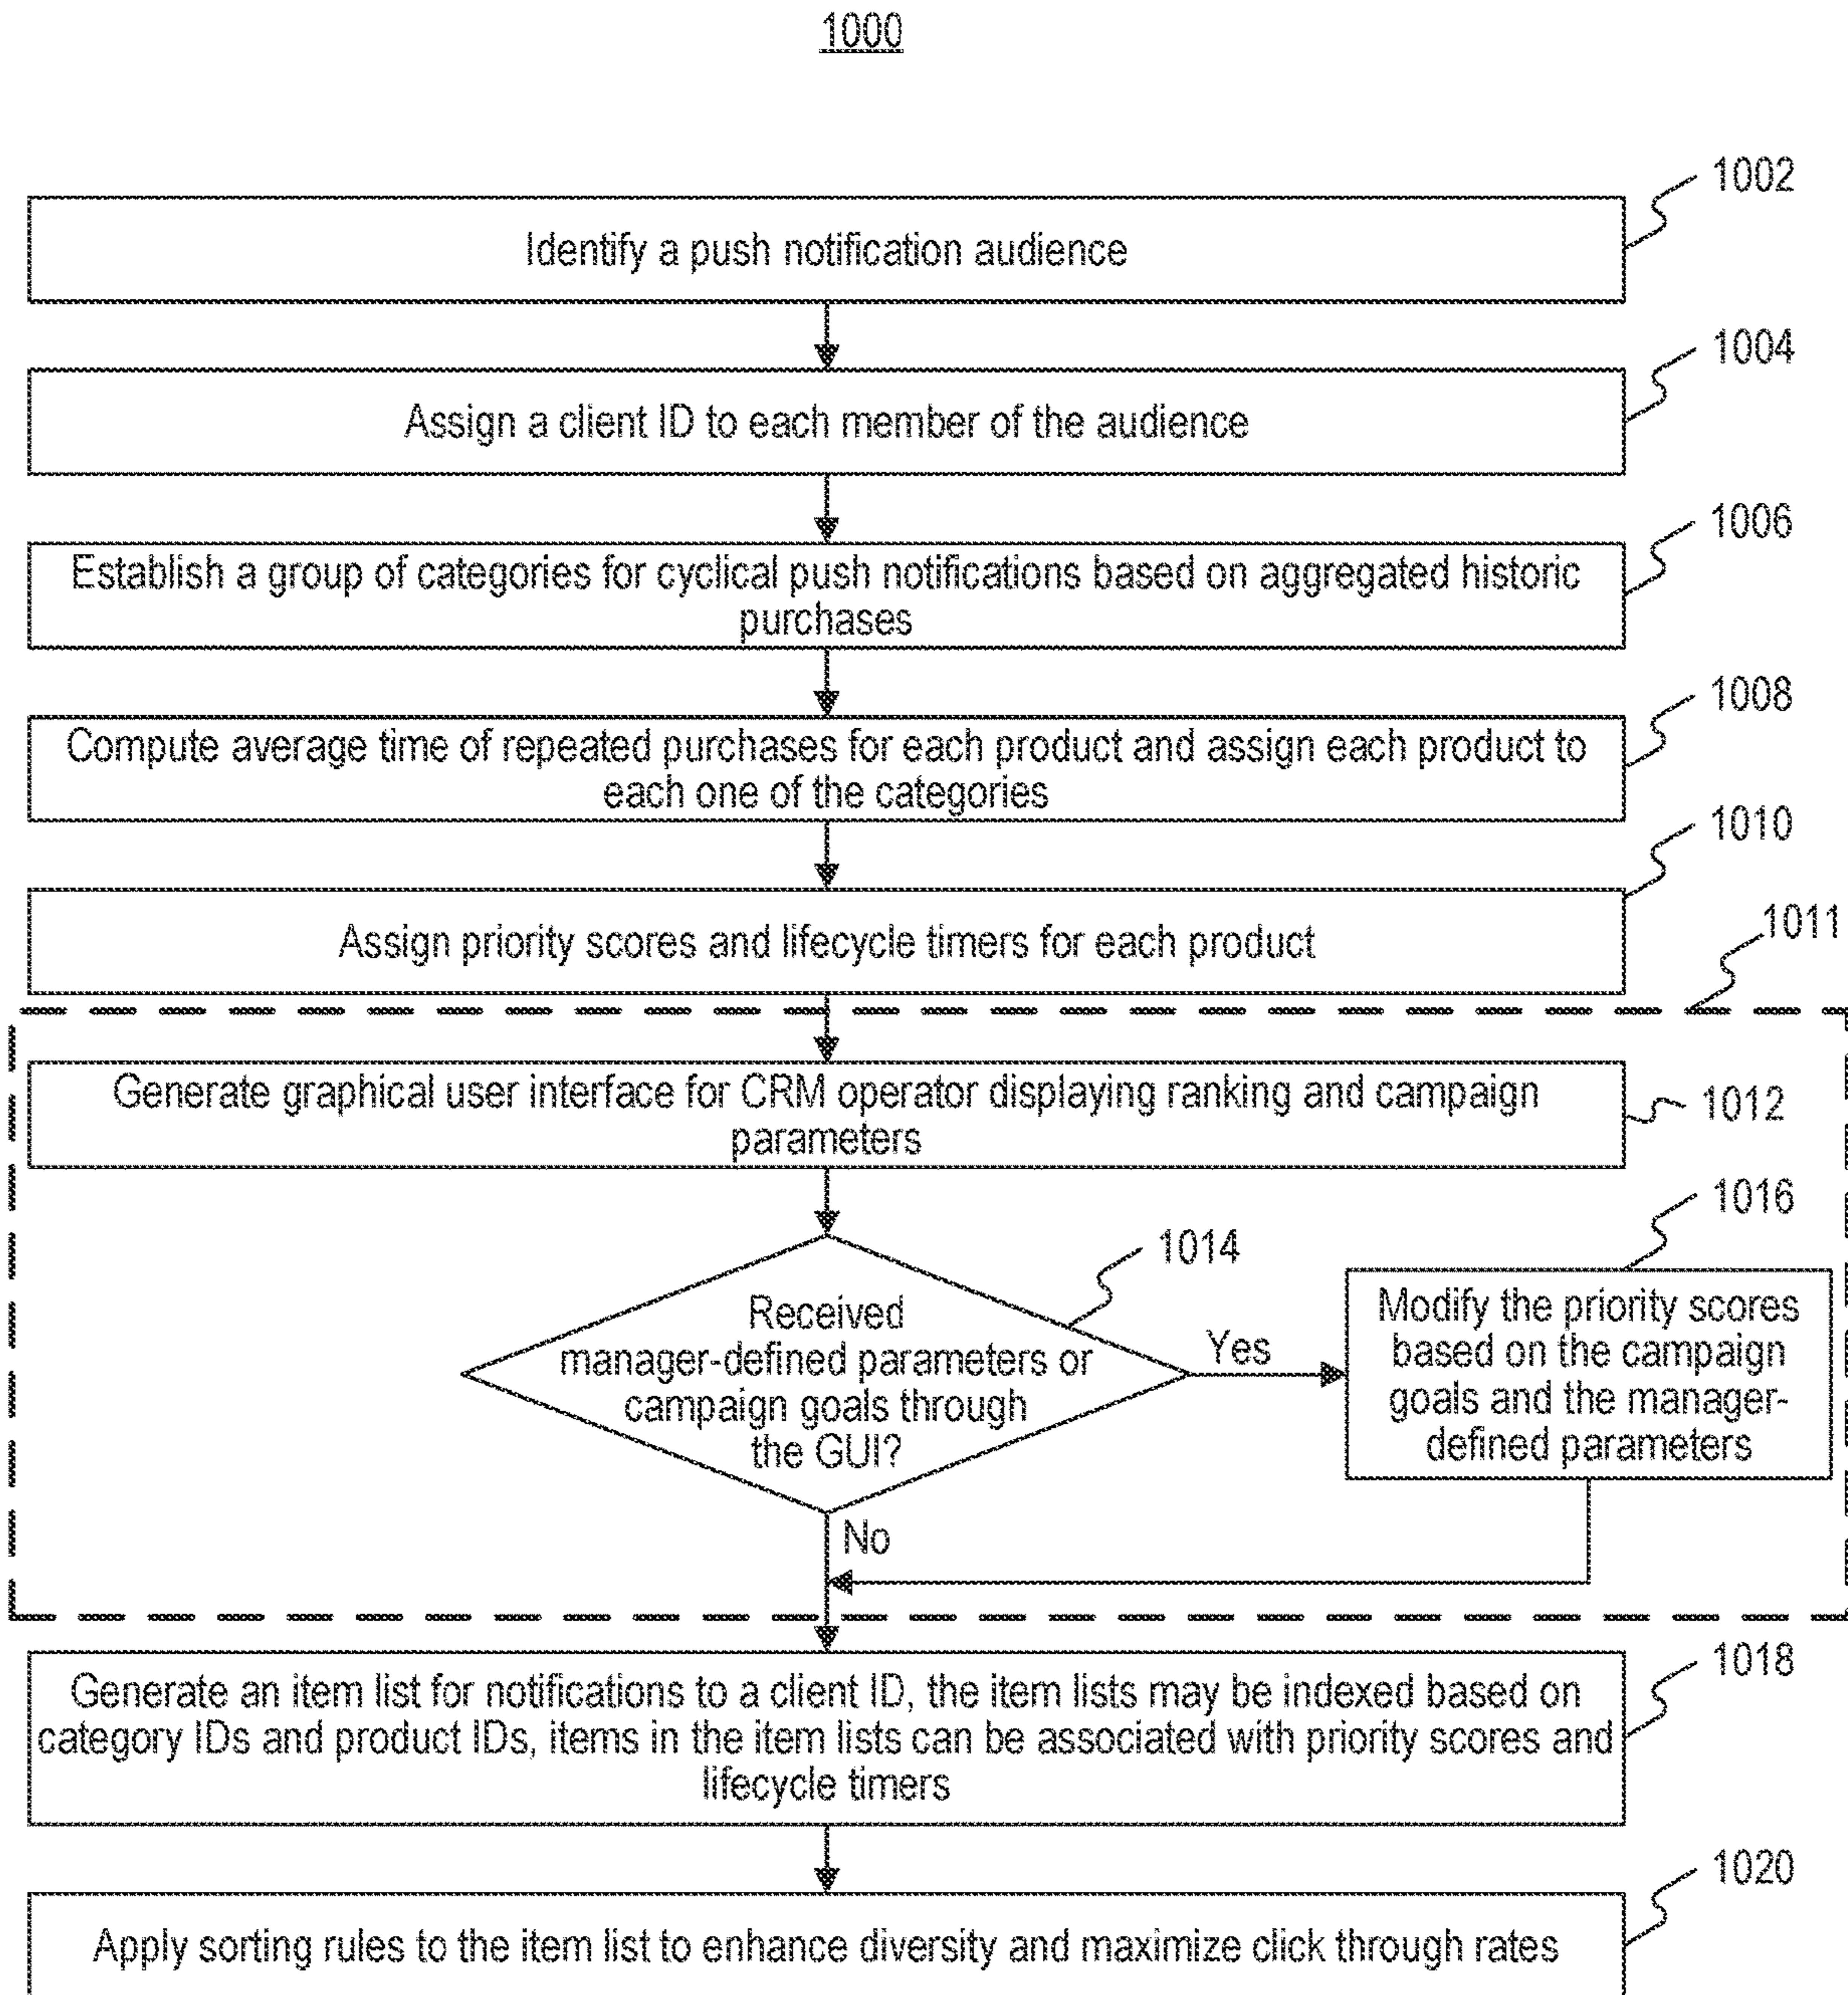 1000
1002
Identify a push notification audience
1004
Assign a client ID to each member of the audience
1006
Establish a group of categories for cyclical push notifications based on aggregated historic
purchases
1008
Compute average time of repeated purchases for each product and assign each product to
each one of the categories
1010
Assign priority scores and lifecycle timers for each product
1011
Generate graphical user interface for CRM operator displaying ranking and campaign
parameters
1012
1014
Received
manager-defined parameters or
campaign goals through
the GUI?
Yes
1016
Modify the priority scores
based on the campaign
goals and the manager-
defined parameters
No
1018
Generate an item list for notifications to a client ID, the item lists may be indexed based on
category IDs and product IDs, items in the item lists can be associated with priority scores and
lifecycle timers
1020
Apply sorting rules to the item list to enhance diversity and maximize click through rates